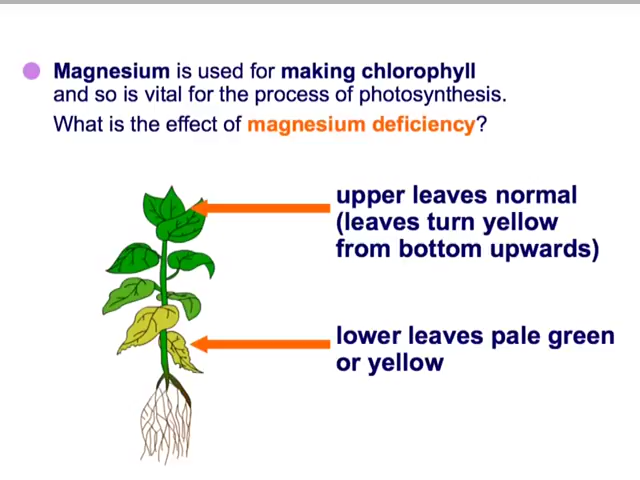 Magnesium is used for making chlorophyll
and so is vital for the process of photosynthesis.
What is the effect of magnesium deficiency?
upper leaves normal
(leaves turn yellow
from bottom upwards)
lower leaves pale green
or yellow